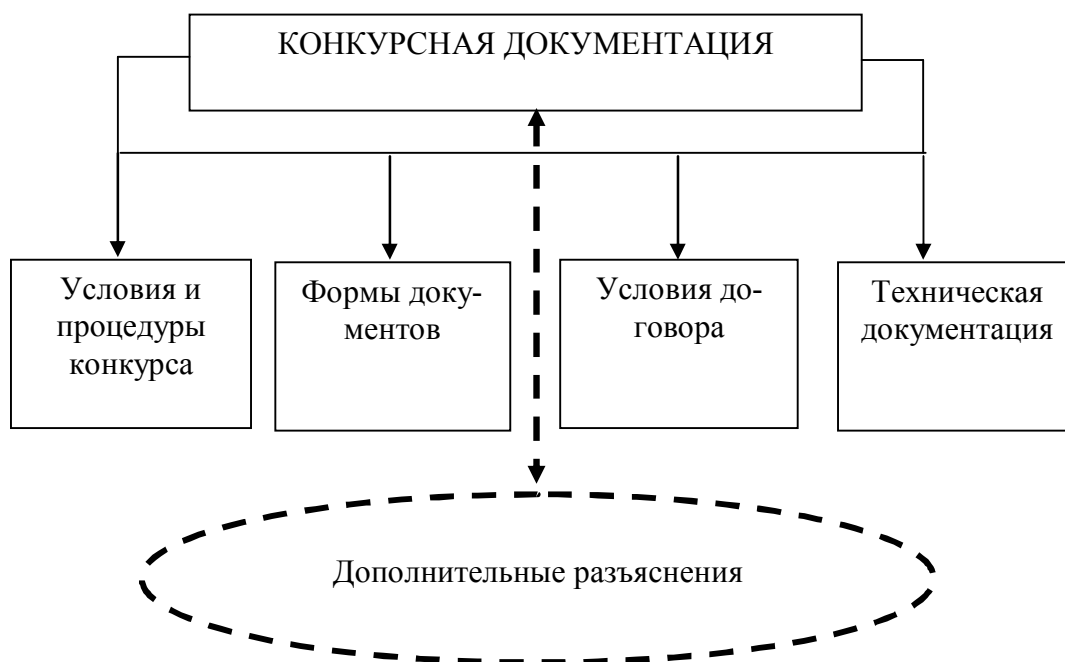 КОНКУРСНАЯ ДОКУМЕНТАЦИЯ
Условия и
процедуры
конкурса
Формы доку-
ментов
Условия до-
говора
Техническая
документация
Дополнительные разъяснения